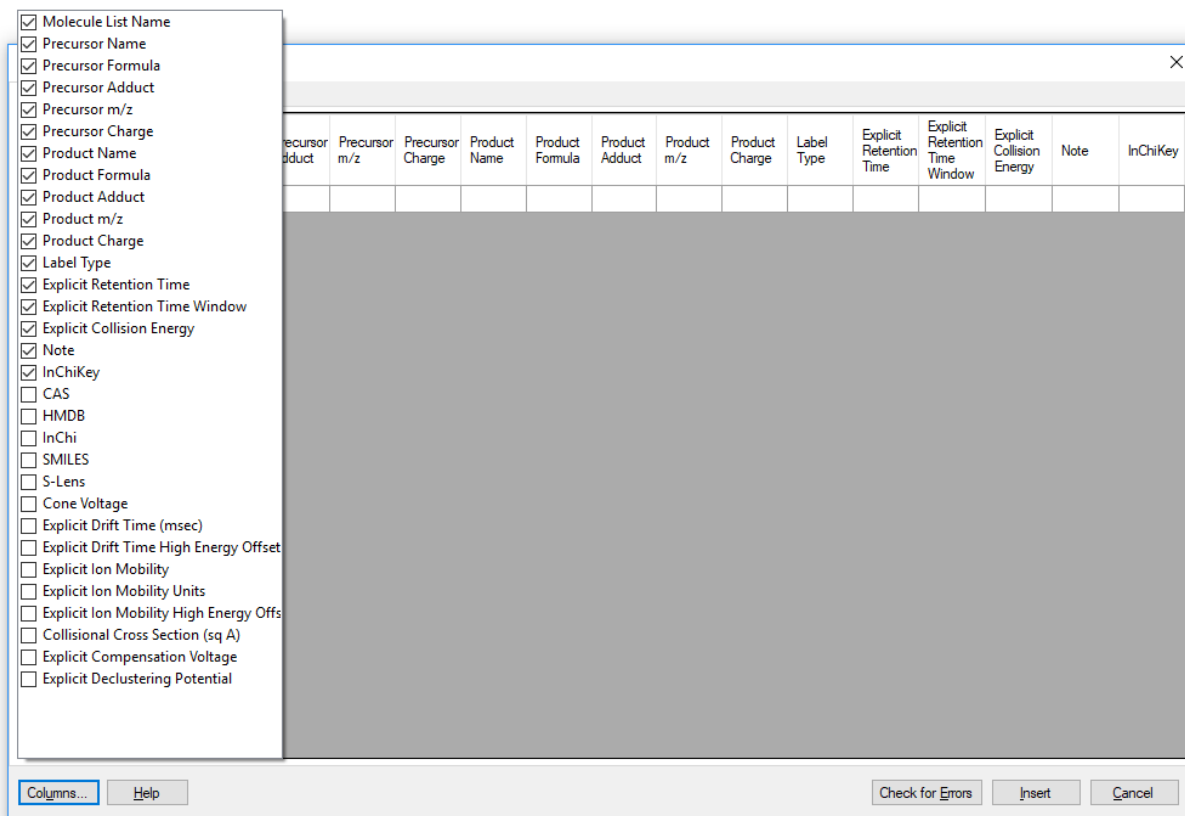 Molecule List Name
Precursor Name
Precursor Formula
Precursor Adduct
Precursor m/z
Precursor Charge
Product Name
Product Formula
Product Adduct
Product m/z
Product Charge
Label Type
Explicit Retention Time
Explicit Retention Time Window
Explicit Collision Energy
Note
InChiKey
CAS
HMDB
InChi
SMILES
S-Lens
Cone Voltage
Explicit Drift Time (msec)
Explicit Drift Time High Energy Offset
Explicit Ion Mobility
Explicit Ion Mobility Units
Explicit Ion Mobility High Energy Offs
Collisional Cross Section (sq A)
Explicit Compensation Voltage
Explicit Declustering Potential
recursor
dduct
Precursor
m/z
Precursor
Charge
Product
Name
Product
Formula
Product
Adduct
Product
m/z
Product
Charge
Label
Type
Explicit
Retention
Time
Explicit
Retention
Time
Window
Explicit
Collision
Energy
Note
InChiKey
Columns...
Help
Check for Errors
Insert
Cancel